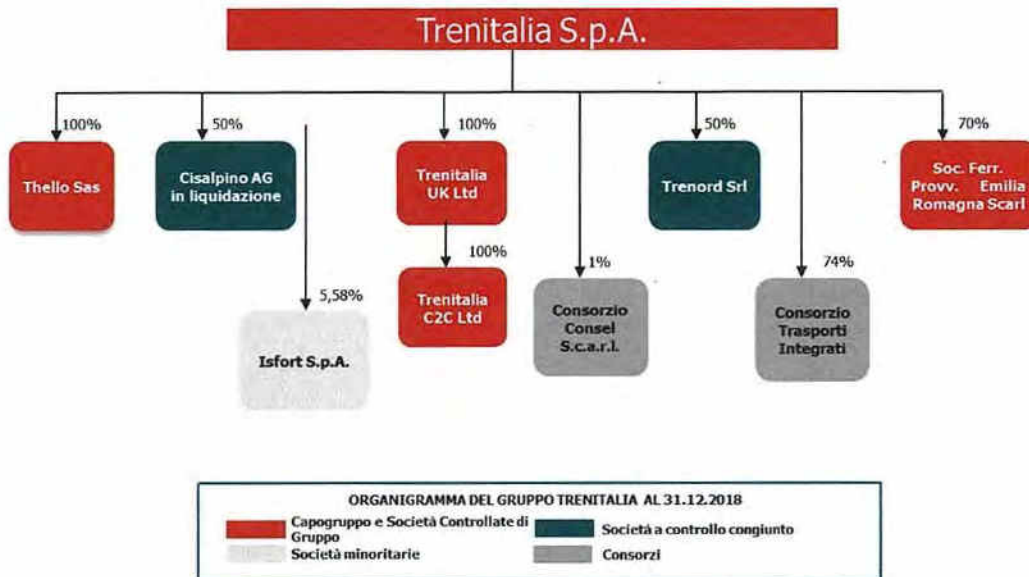 Trenitalia S.p.A.
100%
50%
100%
50%
70%
Thello Sas
Cisalpino AG
in liquidazione
Trenitalia
UK Ltd
Trenord Srl
Soc. Ferr.
Provv. Emilia
Romagna Scarl
100%
5,58%
1%
74%
Isfort S.p.A.
Trenitalia
C2C Ltd
Consorzio
Consel
S.c.a.r.l.
Consorzio
Trasporti
Integrati
ORGANIGRAMMA DEL GRUPPO TRENITALIA AL 31.12.2018
Capogruppo e Società Controllate di
Gruppo
Società a controllo congiunto
Società minoritarie
Consorzi